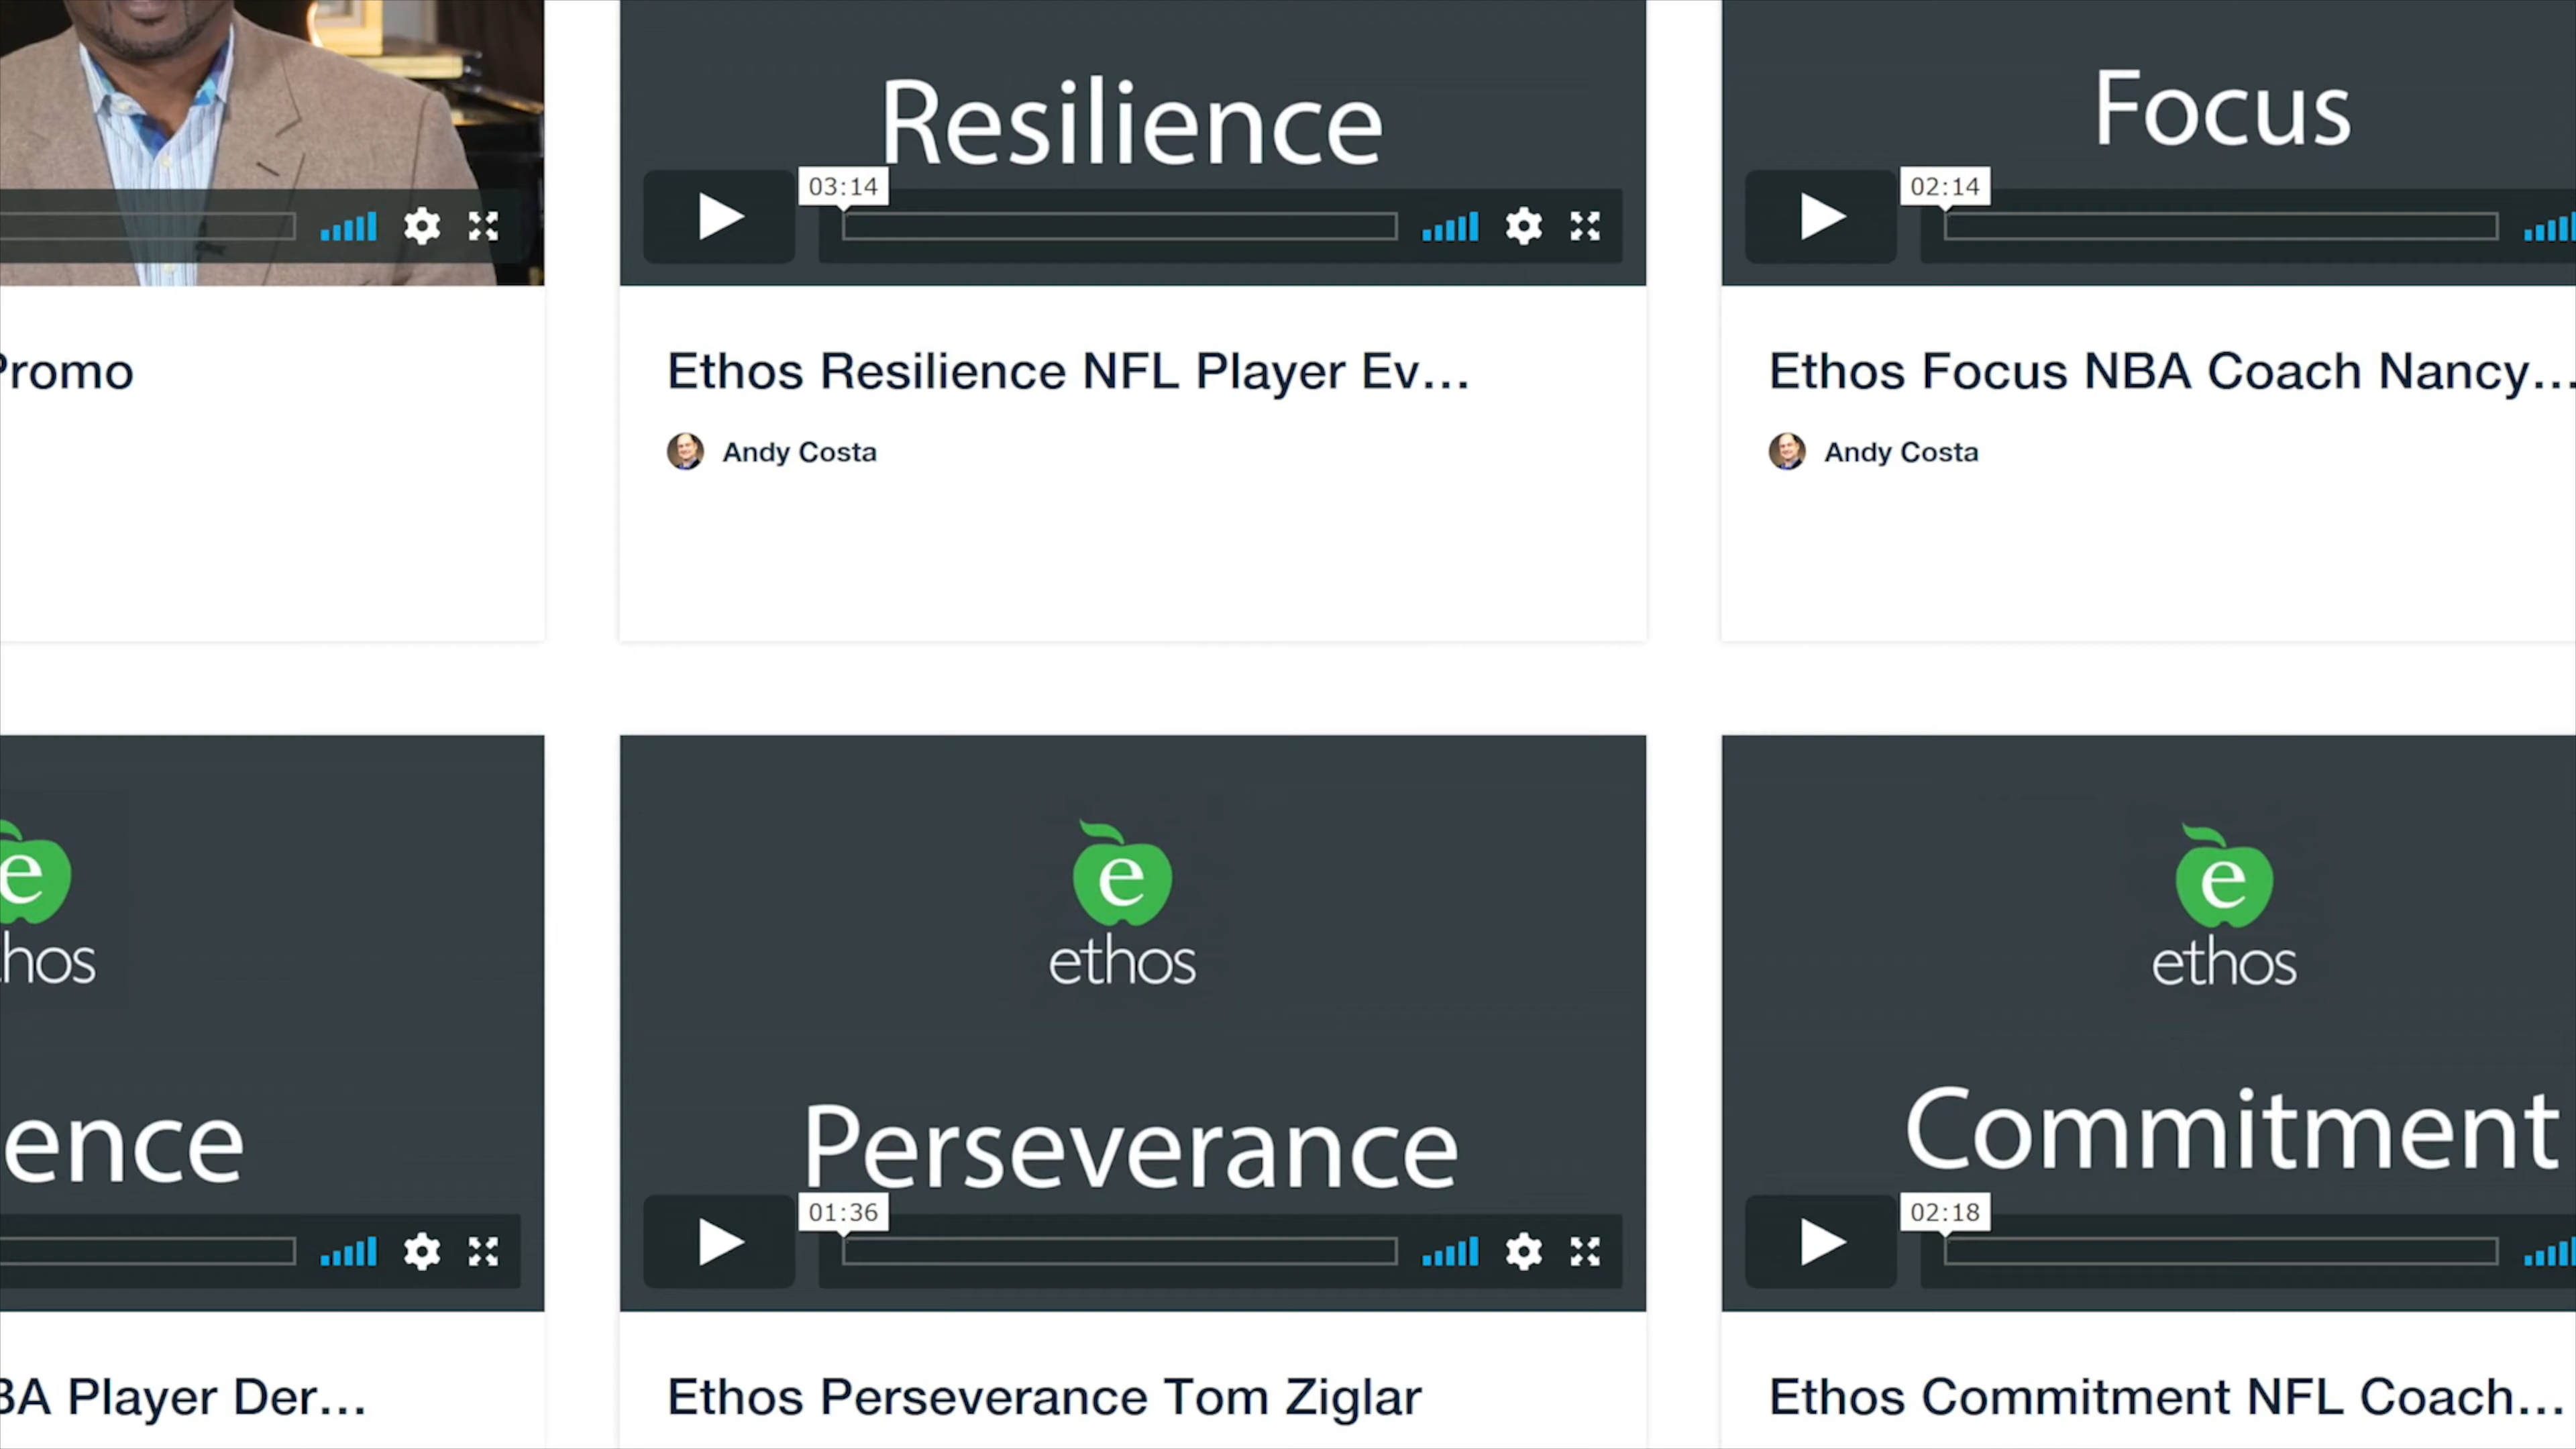 Resilience
Focus
03:14
02:14
Promo
Ethos Resilience NFL Player Ev...
Ethos Focus NBA Coach Nancy...
Andy Costa
Andy Costa
e
hos
e
ethos
e
ethos
ence
Perseverance
Commitment
01:36
02:18
BA Player Der...
Ethos Perseverance Tom Ziglar
Ethos Commitment NFL Coach...